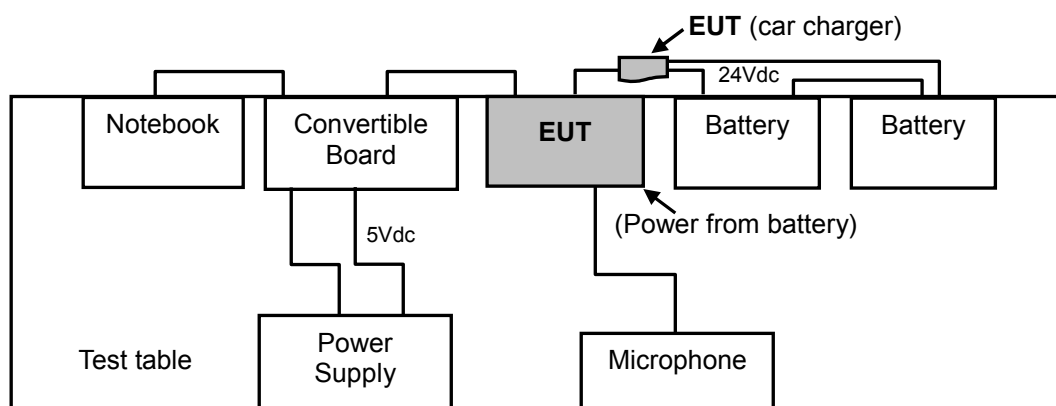 EUT (car charger)
24Vdc
Notebook
Convertible
Board
EUT
Battery
Battery
(Power from battery)
5Vdc
Test table
Power
Supply
Microphone